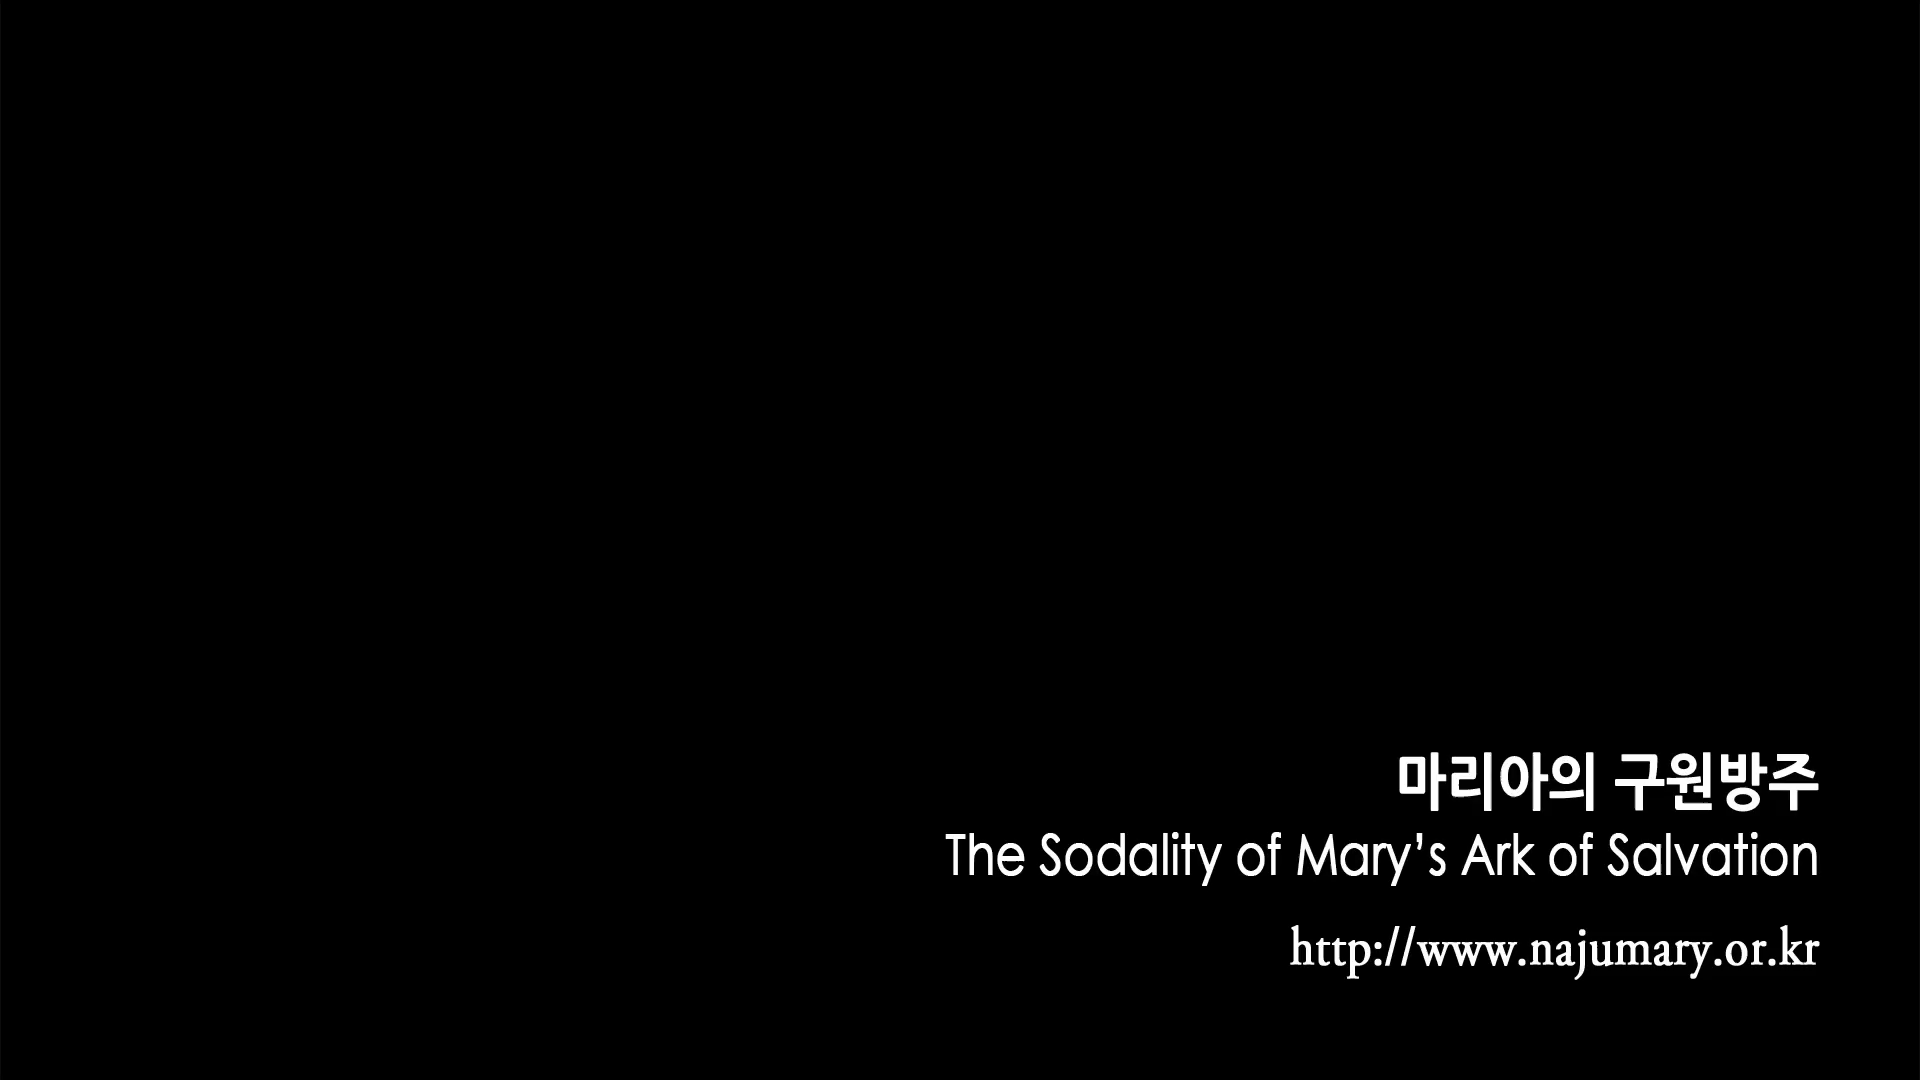 마리아의 구원방주
The Sodality of Mary’s Ark of Salvation
http://www.najumary.or.kr